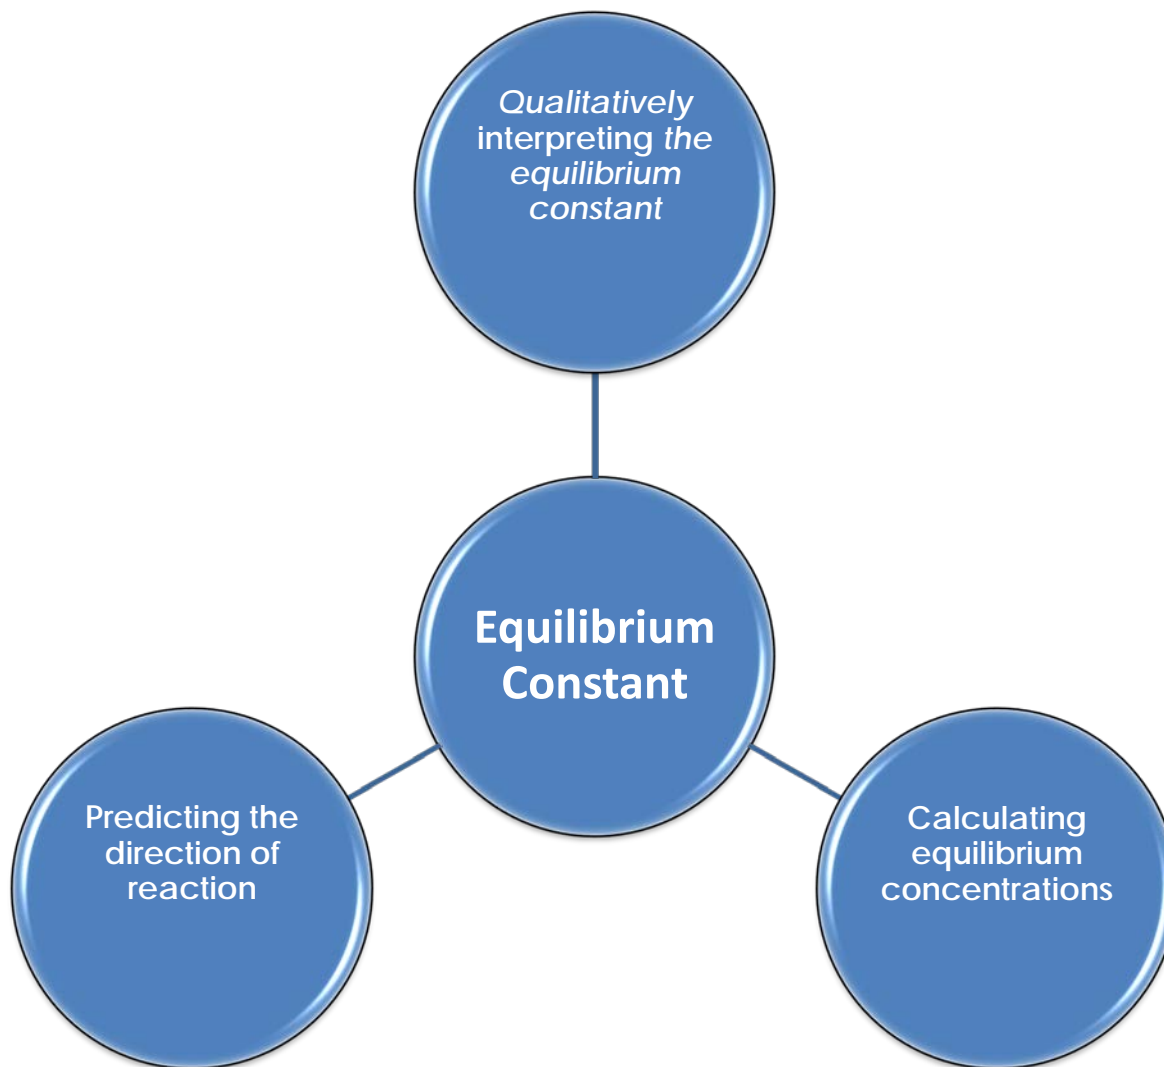 Qualitatively
interpreting the
equilibrium
constant
Equilibrium
Constant
Predicting the
direction of
reaction
Calculating
equilibrium
concentrations